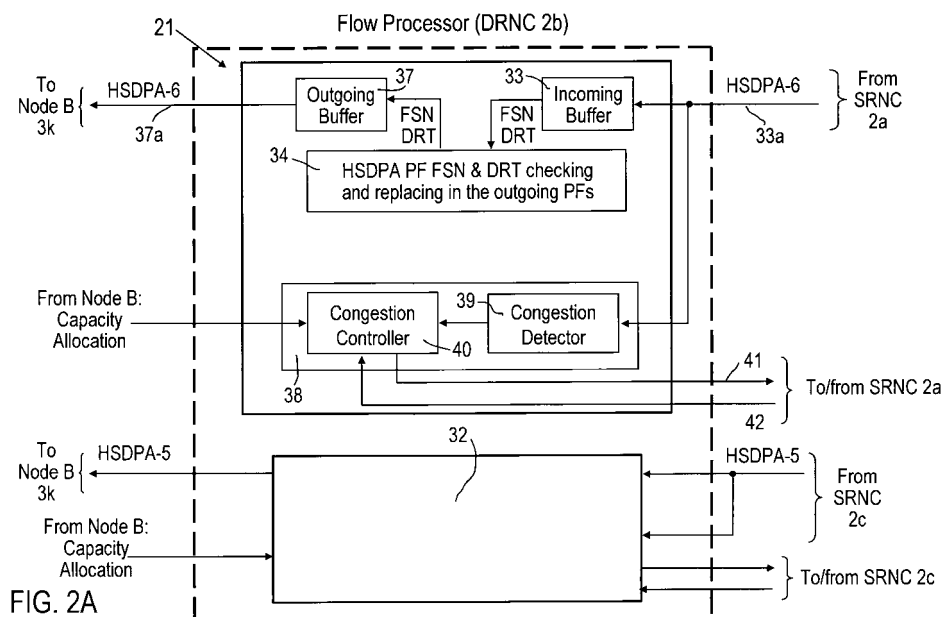 Flow Processor (DRNC 2b)
21
To
Node B
3k
HSDPA-6
37a
37
Outgoing
Buffer
FSN
DRT
33
FSN
DRT
Incoming
Buffer
HSDPA-6
33a
From
SRNC
2a
34
HSDPA PF FSN & DRT checking
and replacing in the outgoing PFs
From Node B:
Capacity
Allocation
Congestion
Controller
40
39
Congestion
Detector
38
41
42
To/from SRNC 2a
To
Node B
3k
HSDPA-5
32
HSDPA-5
From
SRNC
2c
From Node B:
Capacity
Allocation
To/from SRNC 2c
FIG. 2A